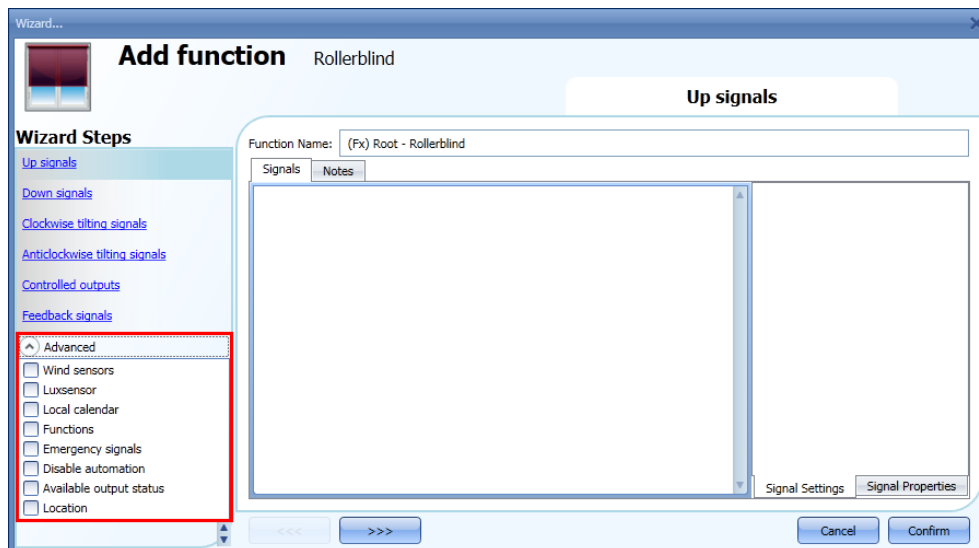 Wizard...
Add function Rollerblind
Up signals
Wizard Steps
Up signals
Down signals
Clockwise tilting signals
Anticlockwise tilting signals
Controlled outputs
Feedback signals
Advanced
Wind sensors
Luxsensor
Local calendar
Functions
Emergency signals
Disable automation
Available output status
Location
Function Name: (Fx) Root - Rollerblind
Signals Notes
Signal Settings Signal Properties
<<< >>> Cancel Confirm